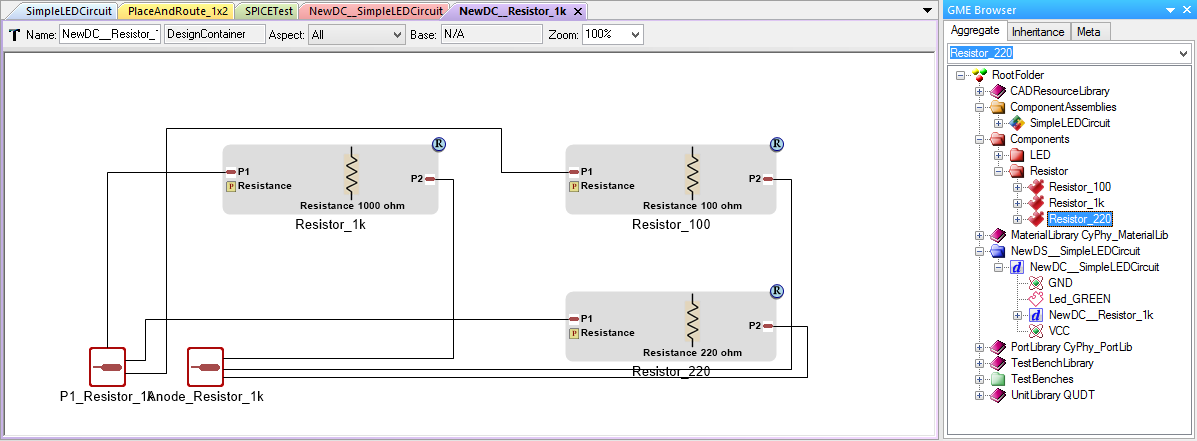 SimpleLEDCircuit PlaceAndRoute_1x2 SPICETest NewDC__SimpleLEDCircuit NewDC__Resistor_1k
Name: NewDC__Resistor_1 DesignContainer Aspect: All Base: N/A Zoom: 100%
R
P1
P Resistance
P2
Resistance 1000 ohm
Resistor_1k
R
P1
P Resistance
P2
Resistance 100 ohm
Resistor_100
R
P1
P Resistance
P2
Resistance 220 ohm
Resistor_220
P1_Resistor_1k
Anode_Resistor_1k
GME Browser
Aggregate Inheritance Meta
Resistor_220
RootFolder
CADResourceLibrary
ComponentAssemblies
SimpleLEDCircuit
Components
LED
Resistor
Resistor_100
Resistor_1k
Resistor_220
MaterialLibrary CyPhy_MaterialLib
NewDS__SimpleLEDCircuit
d NewDC__SimpleLEDCircuit
GND
Led_GREEN
d NewDC__Resistor_1k
VCC
PortLibrary CyPhy_PortLib
TestBenchLibrary
TestBenches
UnitLibrary QUDT